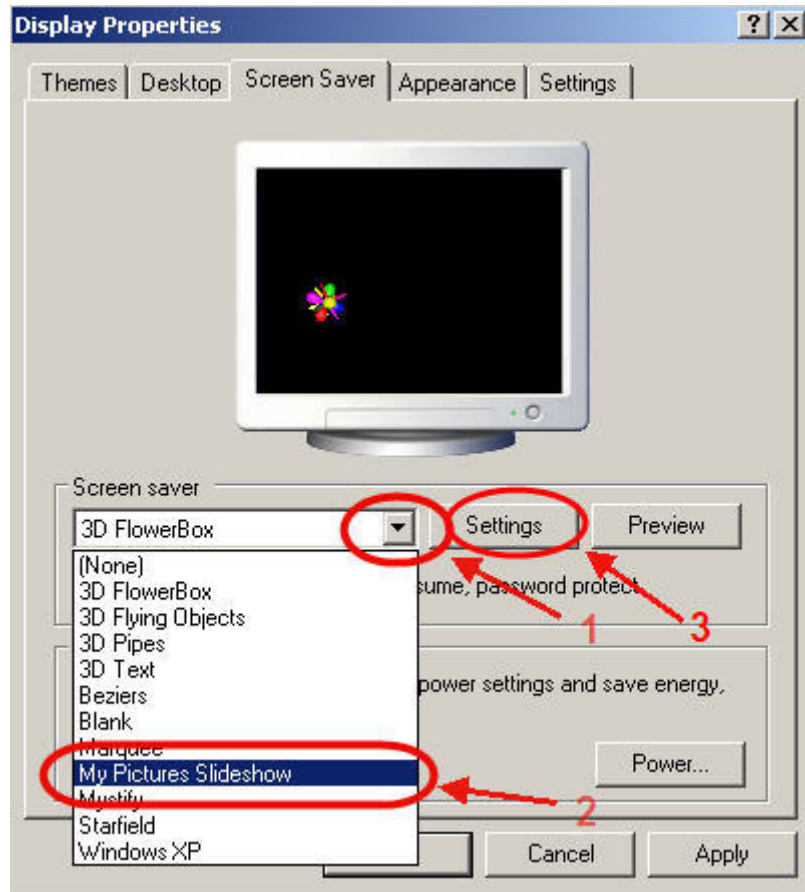 Display Properties
Themes Desktop Screen Saver Appearance Settings
Screen saver
3D FlowerBox Settings Preview
(None)
3D FlowerBox
3D Flying Objects
3D Pipes
3D Text
Beziers
Blank
Marquee
My Pictures Slideshow
Mystify
Starfield
Windows XP
sume, password protect
1
3
power settings and save energy,
Power...
2
Cancel Apply